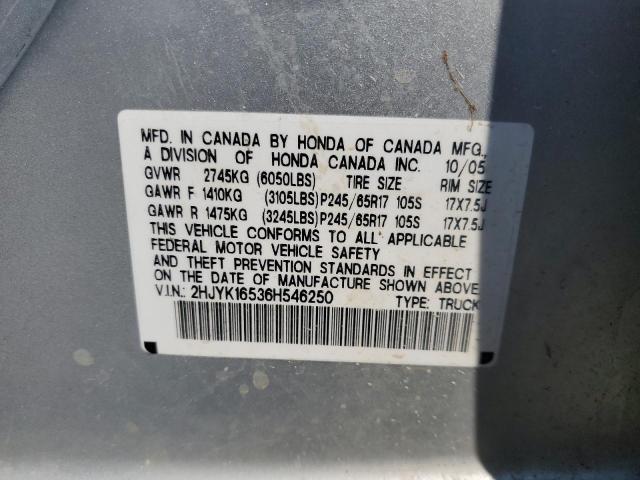 MFD. IN CANADA BY HONDA OF CANADA MFG.,
A DIVISION OF HONDA CANADA INC. 10/05
GVWR 2745KG (6050LBS) TIRE SIZE RIM SIZE
GAWR F 1410KG (3105LBS)P245/65R17 105S 17X7.5J
GAWR R 1475KG (3245LBS)P245/65R17 105S 17X7.5J
THIS VEHICLE CONFORMS TO ALL APPLICABLE
FEDERAL MOTOR VEHICLE SAFETY
AND THEFT PREVENTION STANDARDS IN EFFECT
ON THE DATE OF MANUFACTURE SHOWN ABOVE.
V.I.N.: 2HJYK16536H546250 TYPE: TRUCK